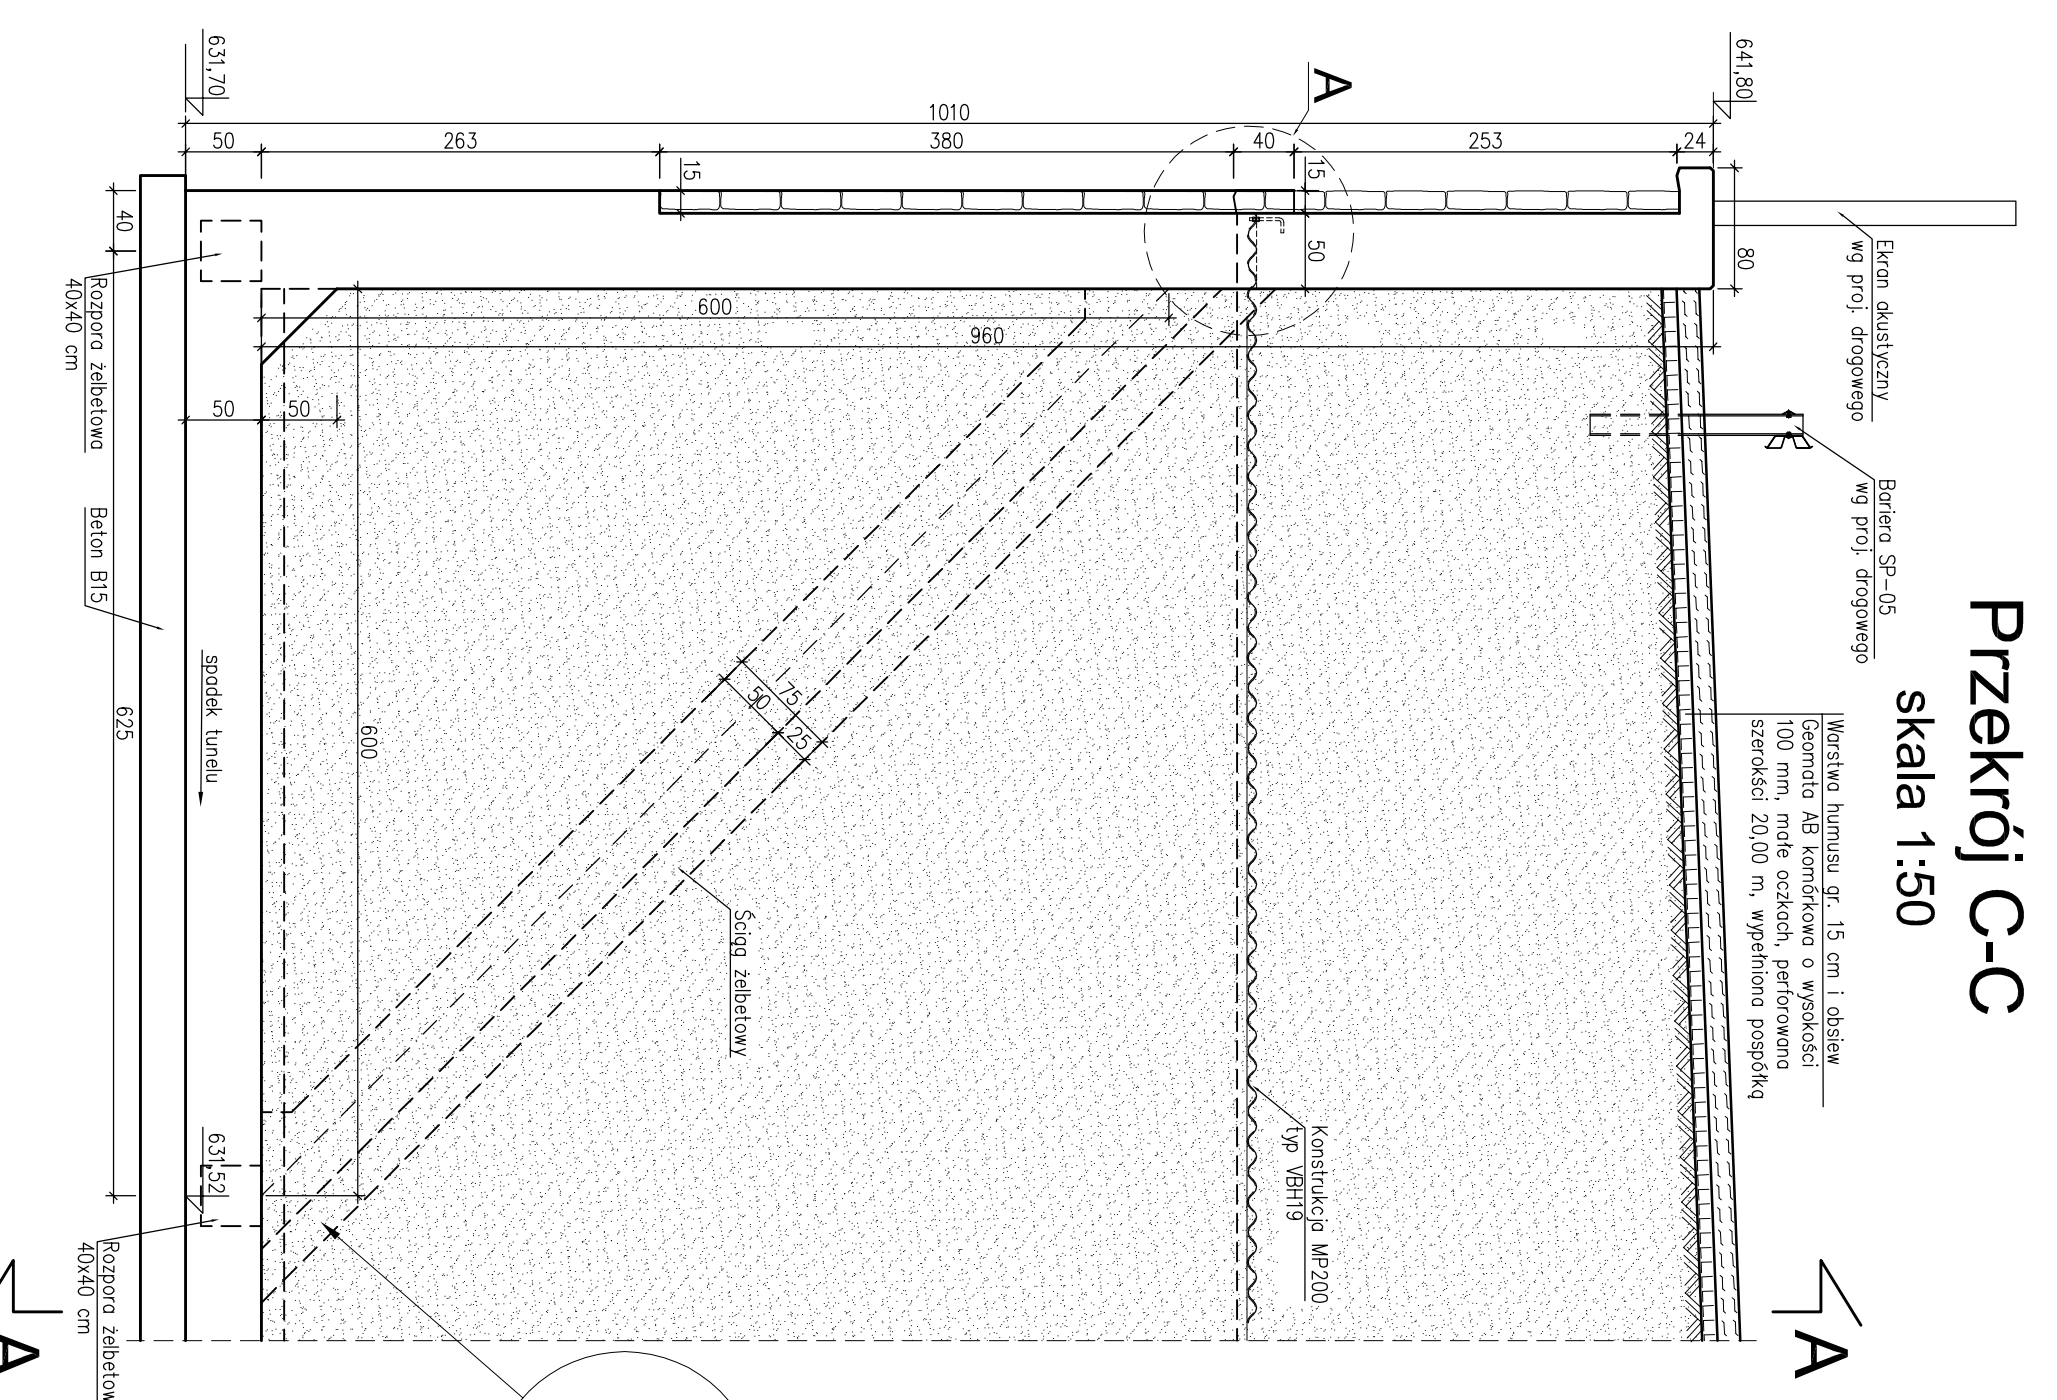 Przekrój C-C
skala 1:50
641,80
Ekran akustyczny
wg proj. drogowego
Bariera SP-05
wg proj. drogowego
Warstwa humusu gr. 15 cm i obsiew
Geomata AB komórkowa o wysokości
100 mm, małe oczkach, perforowana
szerokści 20,00 m, wypełniona pospółką
A
A
Konstrukcja MP200
typ VBH19
Ściąg żelbetowy
1010
50
263
380
40
253
24
15
15
50
80
600
960
50
50
600
75
50
25
631,70
631,52
spadek tunelu
40
625
Rozpora żelbetowa
40x40 cm
Beton B15
Rozpora żelbetow
40x40 cm
A